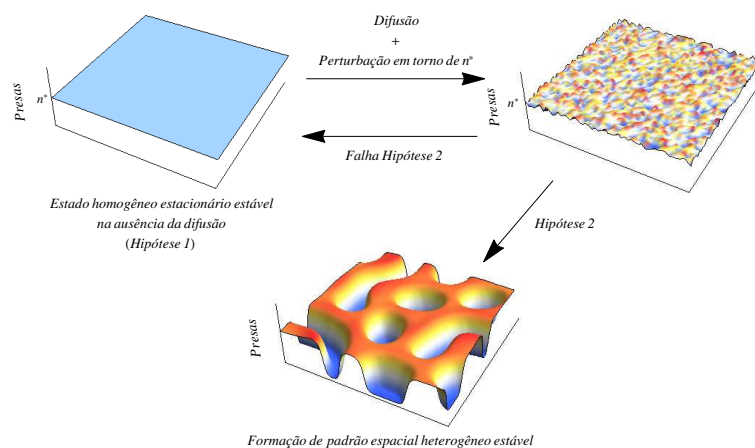 Difusão
+
Perturbação em torno de n*
Presas
n*
Presas
n*
Falha Hipótese 2
Estado homogêneo estacionário estável
na ausência da difusão
(Hipótese 1)
Hipótese 2
Presas
Formação de padrão espacial heterogêneo estável